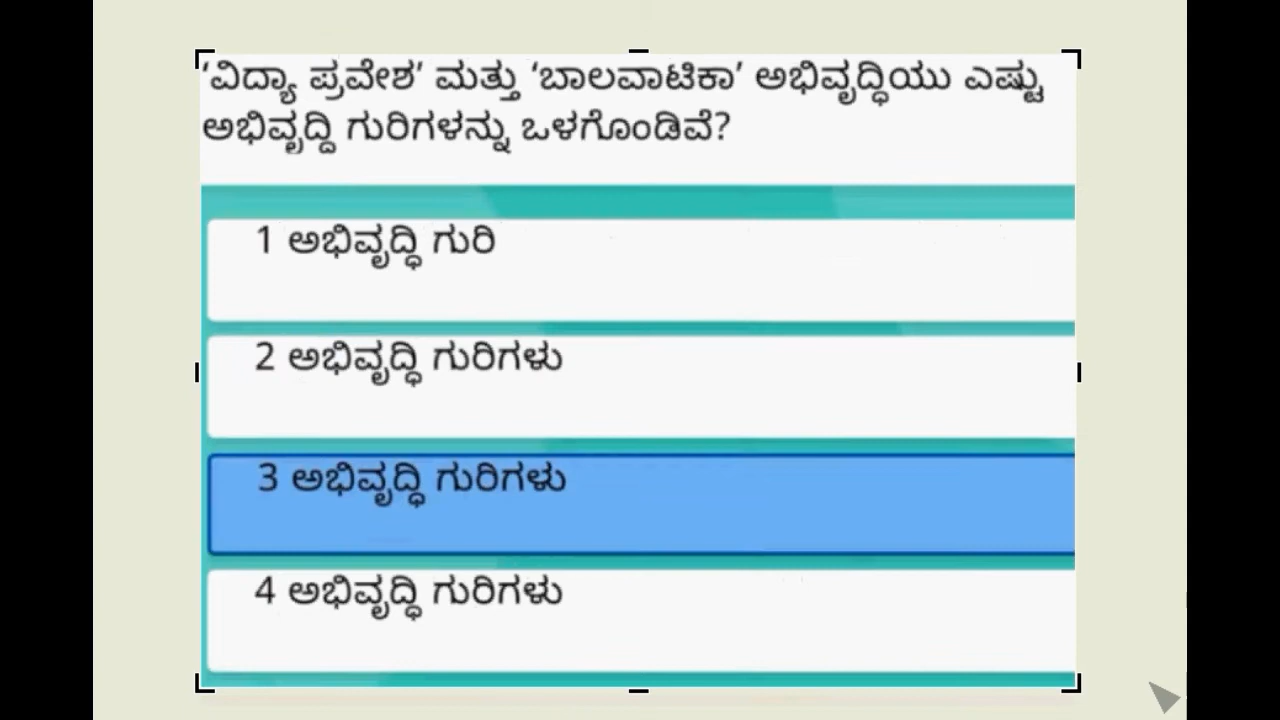 ‘ವಿದ್ಯಾ ಪ್ರವೇಶ’ ಮತ್ತು ‘ಬಾಲವಾಟಿಕಾ’ ಅಭಿವೃದ್ಧಿಯು ಎಷ್ಟು
ಅಭಿವೃದ್ದಿ ಗುರಿಗಳನ್ನು ಒಳಗೊಂಡಿವೆ?
1 ಅಭಿವೃದ್ಧಿ ಗುರಿ
2 ಅಭಿವೃದ್ಧಿ ಗುರಿಗಳು
3 ಅಭಿವೃದ್ಧಿ ಗುರಿಗಳು
4 ಅಭಿವೃದ್ಧಿ ಗುರಿಗಳು